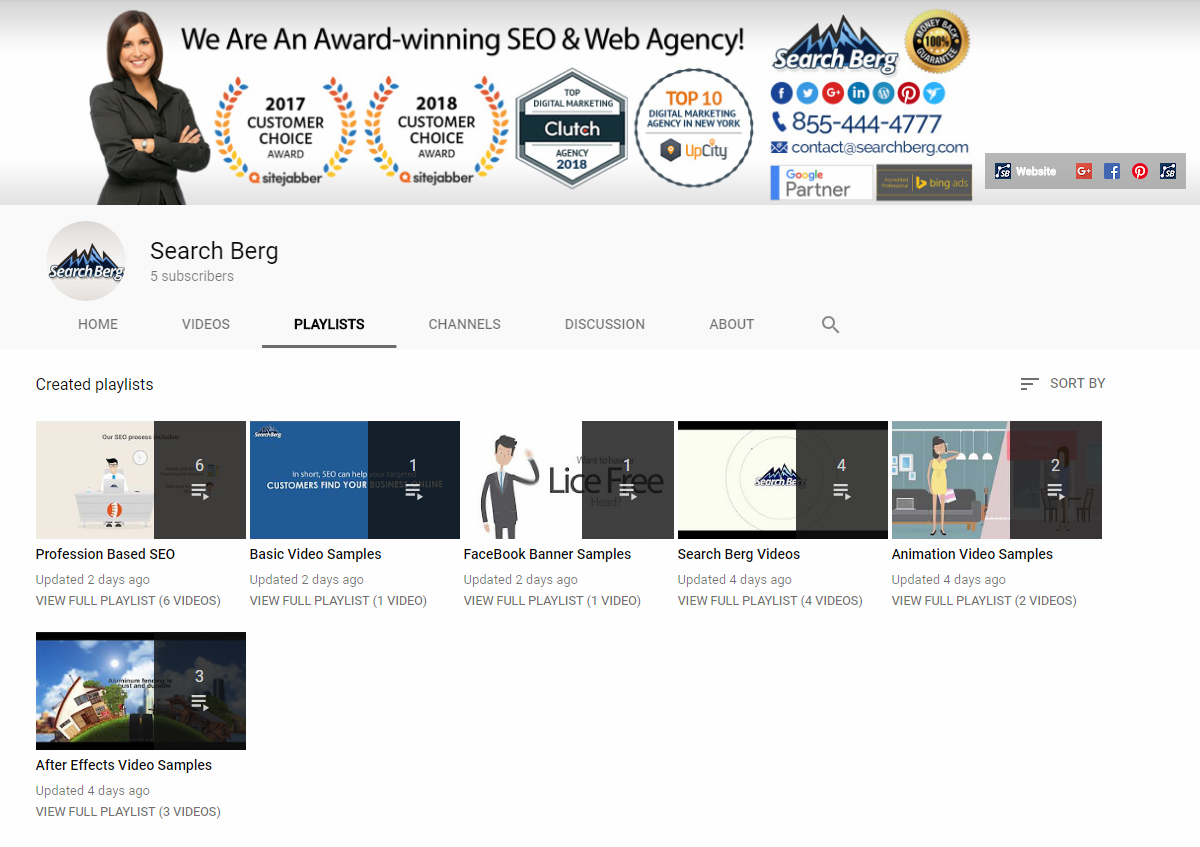 We Are An Award-winning SEO & Web Agency!
2017
CUSTOMER
CHOICE
AWARD
sitejabber
2018
CUSTOMER
CHOICE
AWARD
sitejabber
TOP
DIGITAL MARKETING
Clutch
AGENCY
2018
TOP 10
DIGITAL MARKETING
AGENCY IN NEW YORK
UpCity
Search Berg
MONEY BACK
100%
GUARANTEE
855-444-4777
contact@searchberg.com
Google
Partner
Accredited
Professional
bing ads
SB Website
SB
Search Berg
Search Berg
5 subscribers
HOME VIDEOS PLAYLISTS CHANNELS DISCUSSION ABOUT
Created playlists
SORT BY
Our SEO process includes:
6
Profession Based SEO
Updated 2 days ago
VIEW FULL PLAYLIST (6 VIDEOS)
Search Berg
In short, SEO can help your targeted
CUSTOMERS FIND YOUR BUSINESS ONLINE
1
Basic Video Samples
Updated 2 days ago
VIEW FULL PLAYLIST (1 VIDEO)
Want to have a
Lice Free
Head?
1
FaceBook Banner Samples
Updated 2 days ago
VIEW FULL PLAYLIST (1 VIDEO)
Search Berg
4
Search Berg Videos
Updated 4 days ago
VIEW FULL PLAYLIST (4 VIDEOS)
2
Animation Video Samples
Updated 4 days ago
VIEW FULL PLAYLIST (2 VIDEOS)
Aluminum fencing is
rust and durable
3
After Effects Video Samples
Updated 4 days ago
VIEW FULL PLAYLIST (3 VIDEOS)